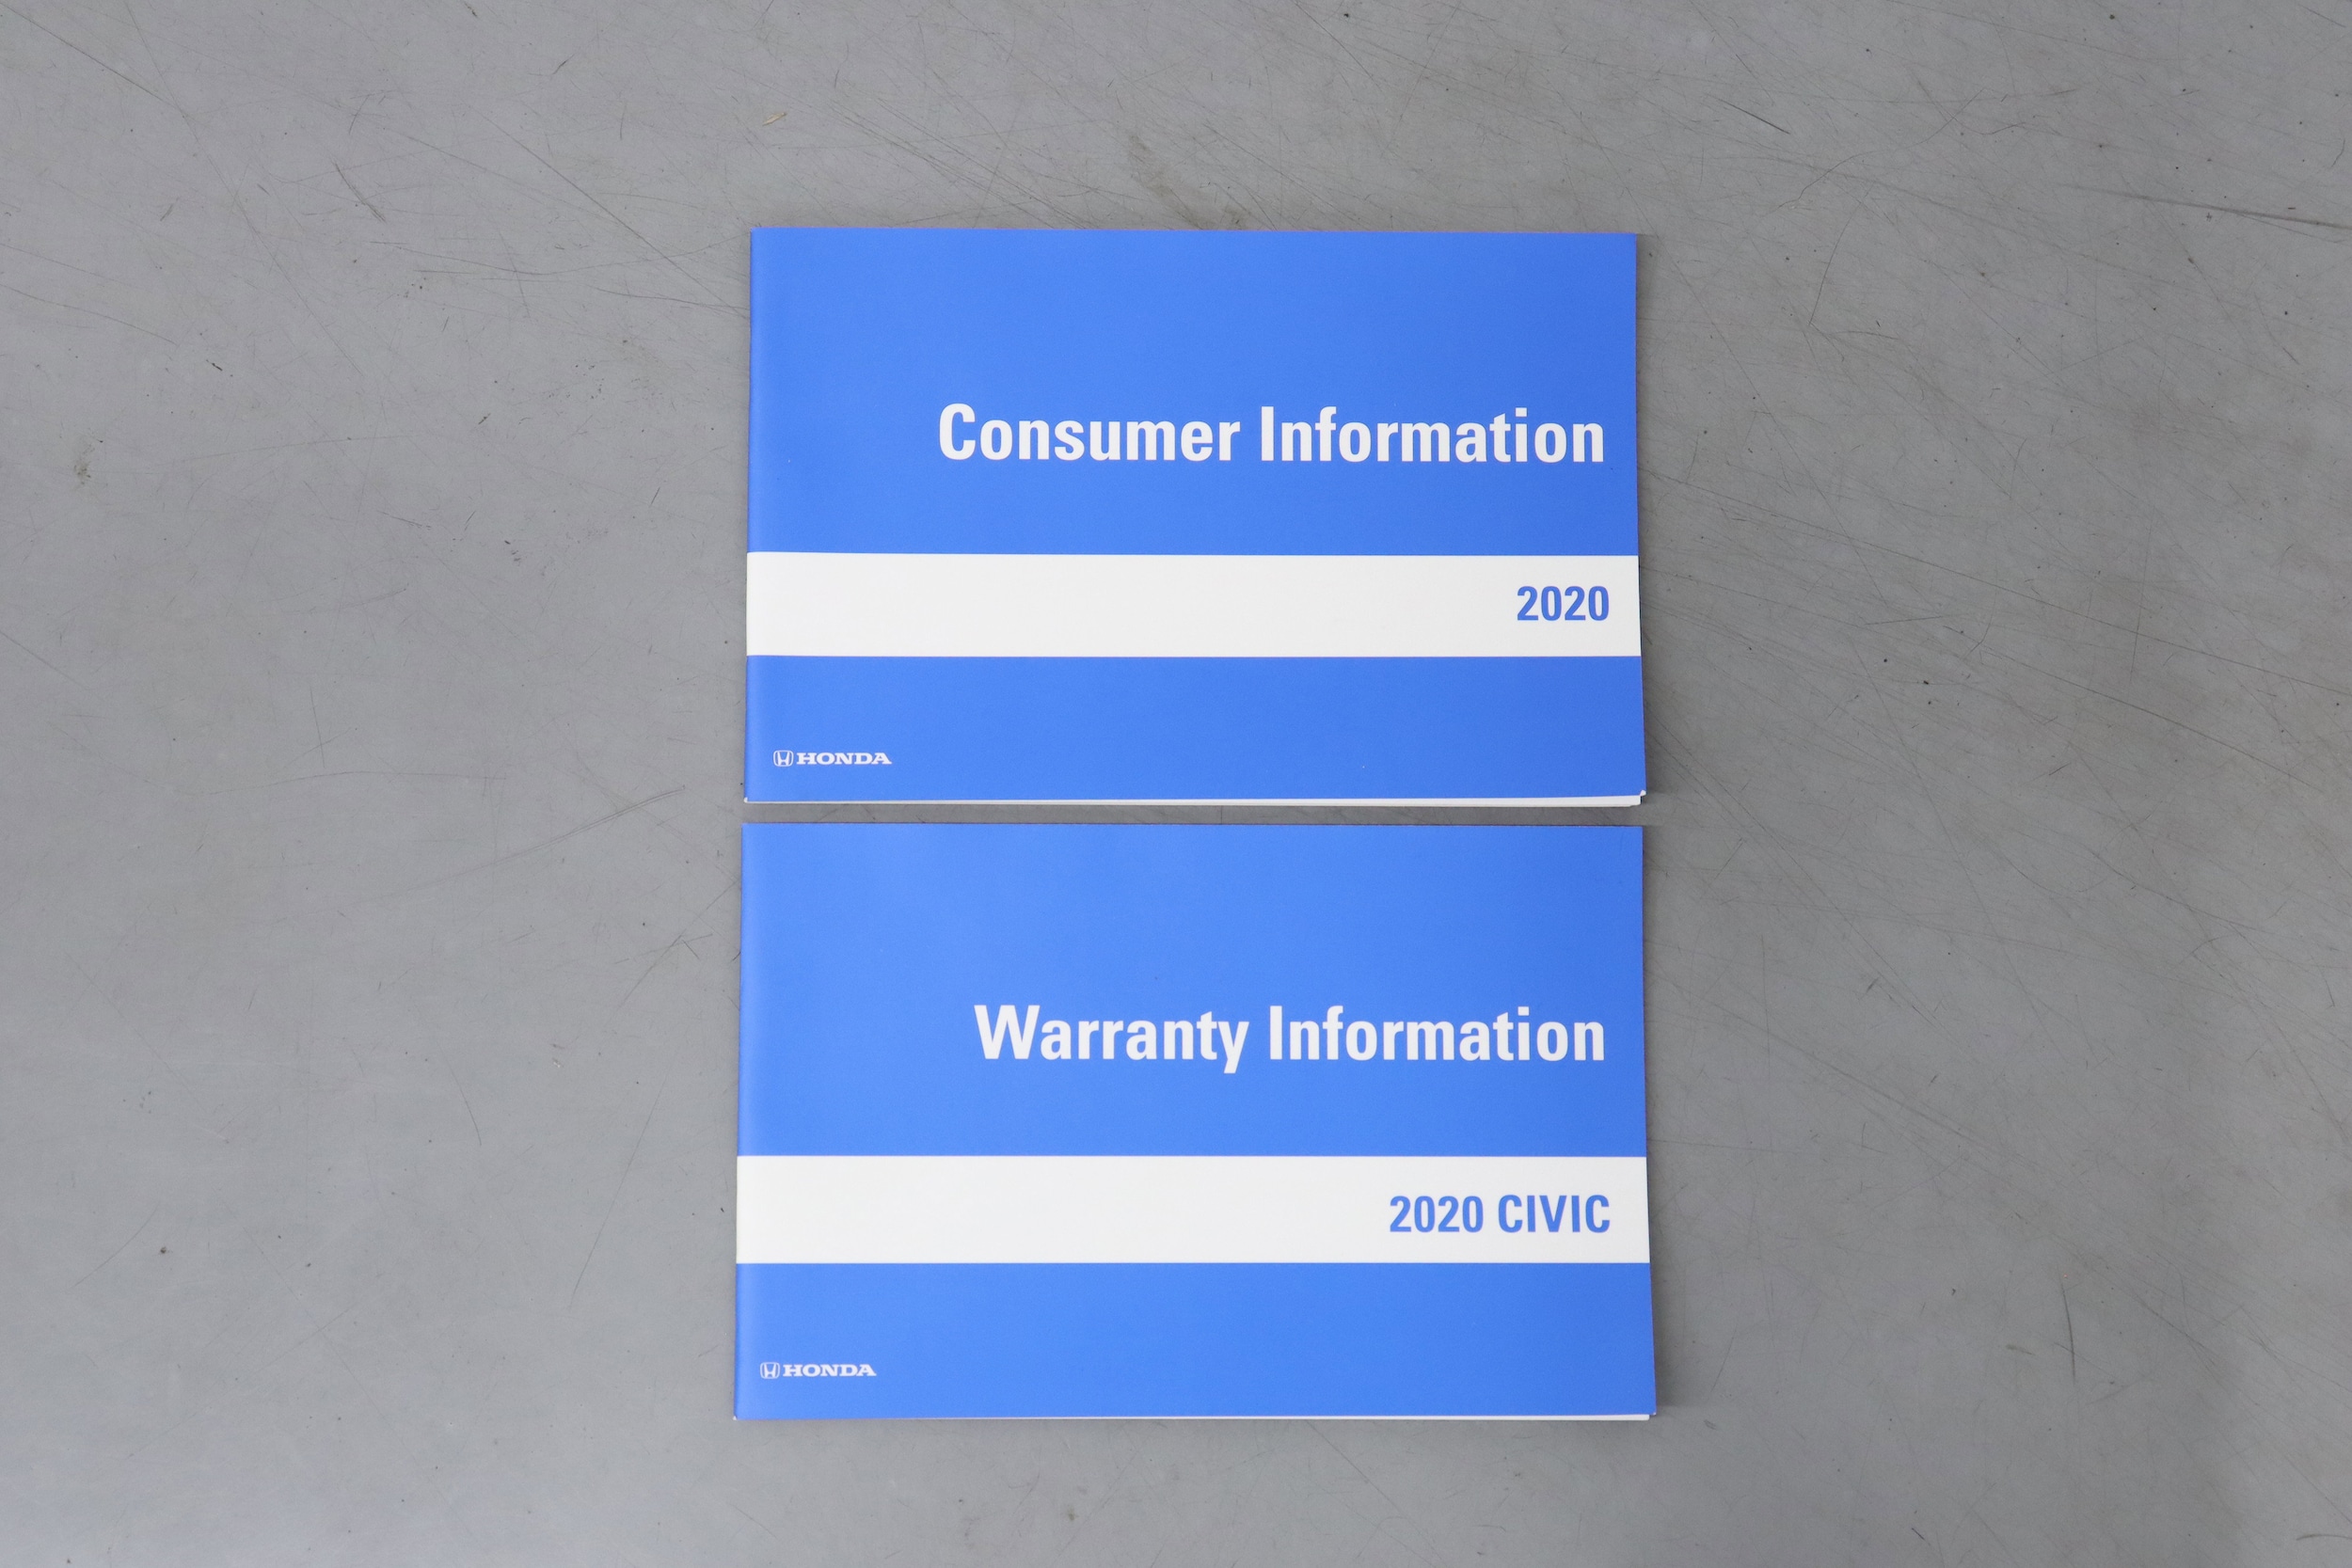 Consumer Information
2020
HONDA
Warranty Information
2020 CIVIC
HONDA